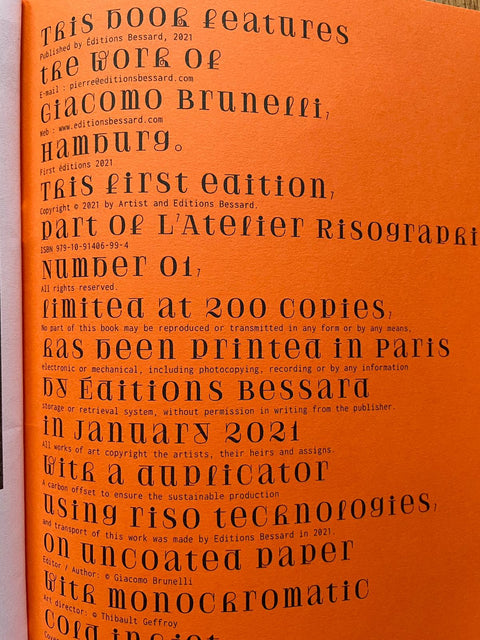 This book features
Published by Éditions Bessard, 2021
the work of
E-mail : pierre@editionsbessard.com
Giacomo Brunelli,
Web : www.editionsbessard.com
Hamburg.
First éditions 2021
This first edition,
Copyright © 2021 by Artist and Editions Bessard.
part of L'Atelier Risographi
ISBN 979-10-91406-99-4
Number 01,
All rights reserved.
limited at 200 copies,
No part of this book may be reproduced or transmitted in any form or by any means,
has been printed in Paris
electronic or mechanical, including photocopying, recording or by any information
by Éditions Bessard
storage or retrieval system, without permission in writing from the publisher.
in January 2021
All works of art copyright the artists, their heirs and assigns.
With a duplicator
A carbon offset to ensure the sustainable production
using riso technologies,
and transport of this work was made by Editions Bessard in 2021.
on uncoated paper
Editor / Author: © Giacomo Brunelli
With monochromatic
Art director: © Thibault Geffroy